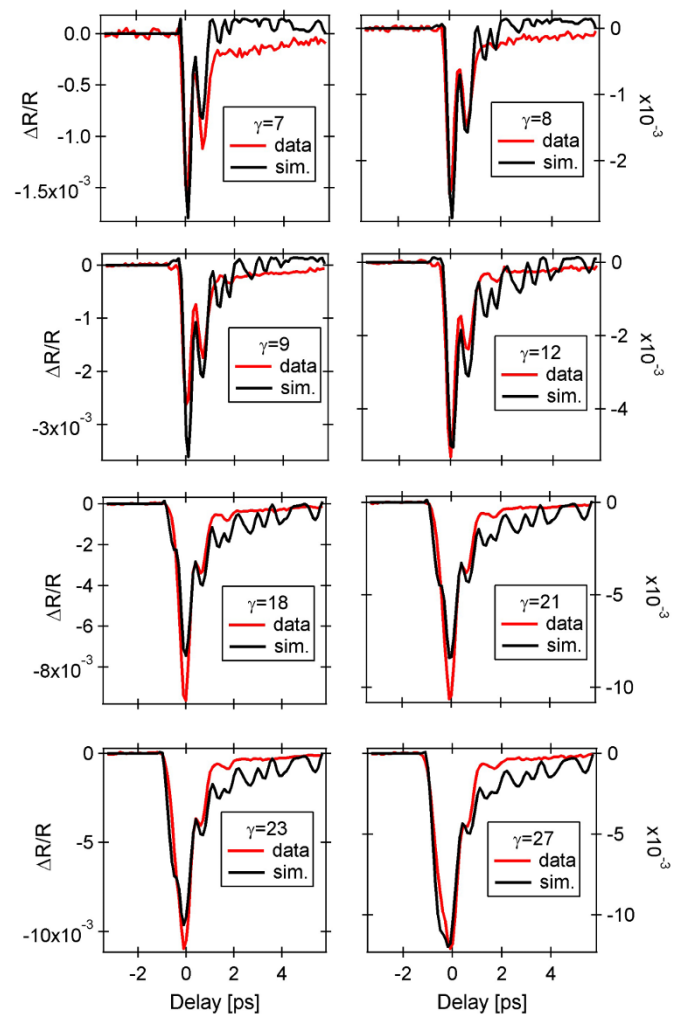 0.0
-0.5
-1.0
-1.5x10-3
ΔR/R
γ=7
data
sim.
0
-1
-2
x10-3
γ=8
data
sim.
0
-1
-2
-3x10-3
ΔR/R
γ=9
data
sim.
0
-2
-4
x10-3
γ=12
data
sim.
0
-2
-4
-6
-8x10-3
ΔR/R
γ=18
data
sim.
0
-5
-10
x10-3
γ=21
data
sim.
0
-5
-10x10-3
ΔR/R
γ=23
data
sim.
-2 0 2 4
Delay [ps]
0
-5
-10
x10-3
γ=27
data
sim.
-2 0 2 4
Delay [ps]